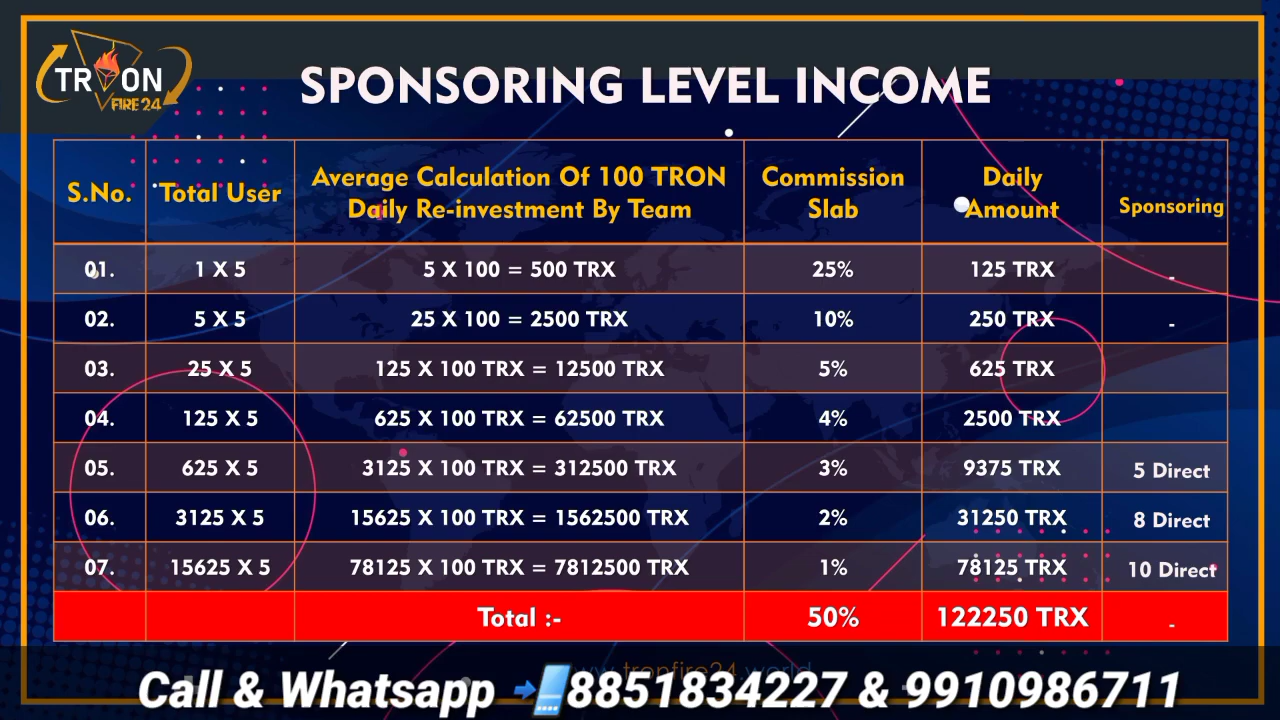 TRON
FIRE 24
SPONSORING LEVEL INCOME
S.No. Total User Average Calculation Of 100 TRON Daily Re-investment By Team Commission Slab Daily Amount Sponsoring
01. 1 X 5 5 X 100 = 500 TRX 25% 125 TRX -
02. 5 X 5 25 X 100 = 2500 TRX 10% 250 TRX -
03. 25 X 5 125 X 100 TRX = 12500 TRX 5% 625 TRX
04. 125 X 5 625 X 100 TRX = 62500 TRX 4% 2500 TRX
05. 625 X 5 3125 X 100 TRX = 312500 TRX 3% 9375 TRX 5 Direct
06. 3125 X 5 15625 X 100 TRX = 1562500 TRX 2% 31250 TRX 8 Direct
07. 15625 X 5 78125 X 100 TRX = 7812500 TRX 1% 78125 TRX 10 Direct
Total :- 50% 122250 TRX -
www.tronfire24.world
Call & Whatsapp 8851834227 & 9910986711